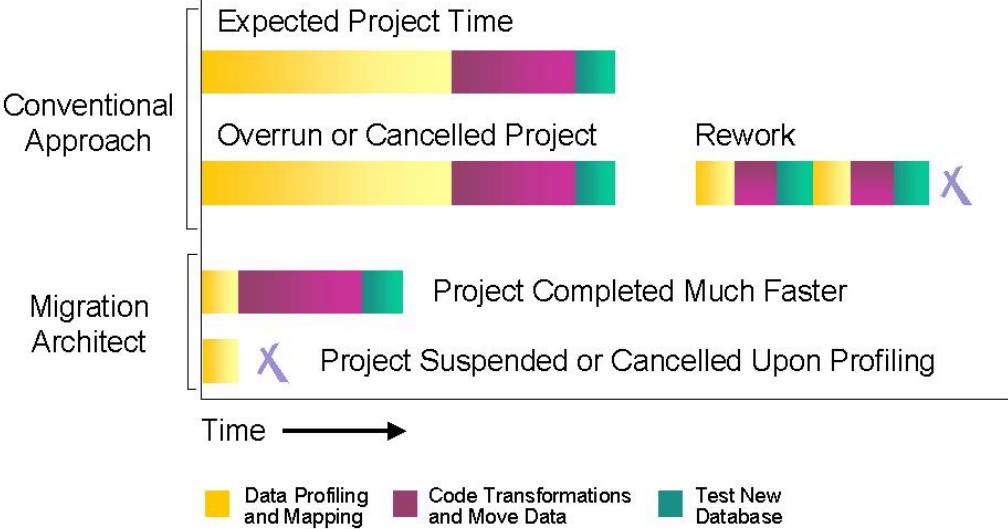 Expected Project Time
Conventional
Approach
Overrun or Cancelled Project
Rework
X
Migration
Architect
Project Completed Much Faster
X
Project Suspended or Cancelled Upon Profiling
Time
Data Profiling
and Mapping
Code Transformations
and Move Data
Test New
Database